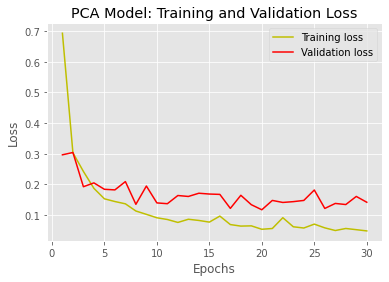 PCA Model: Training and Validation Loss
Training loss
Validation loss
0.7
0.6
0.5
0.4
0.3
0.2
0.1
Loss
0 5 10 15 20 25 30
Epochs